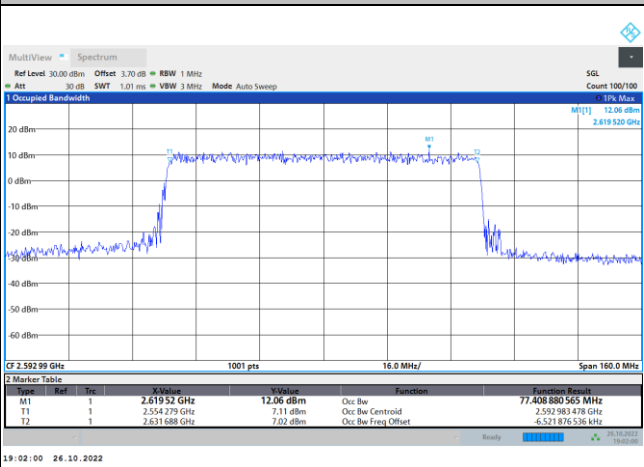 MultiView Spectrum
Ref Level 30.00 dBm Offset 3.70 dB RBW 1 MHz SGL
Att 30 dB SWT 1.01 ms VBW 3 MHz Mode Auto Sweep Count 100/100
1 Occupied Bandwidth 1Pk Max
M1[1] 12.06 dBm
2.619 520 GHz
20 dBm
M1
T1 T2
10 dBm
0 dBm
-10 dBm
-20 dBm
-30 dBm
-40 dBm
-50 dBm
-60 dBm
CF 2.592 99 GHz 1001 pts 16.0 MHz/ Span 160.0 MHz
2 Marker Table
Type Ref Trc X-Value Y-Value Function Function Result
M1 1 2.619 52 GHz 12.06 dBm Occ Bw 77.408 880 565 MHz
T1 1 2.554 279 GHz 7.11 dBm Occ Bw Centroid 2.592 983 478 GHz
T2 1 2.631 688 GHz 7.02 dBm Occ Bw Freq Offset -6.521 876 536 kHz
Ready 26.10.2022
19:02:00
19:02:00 26.10.2022